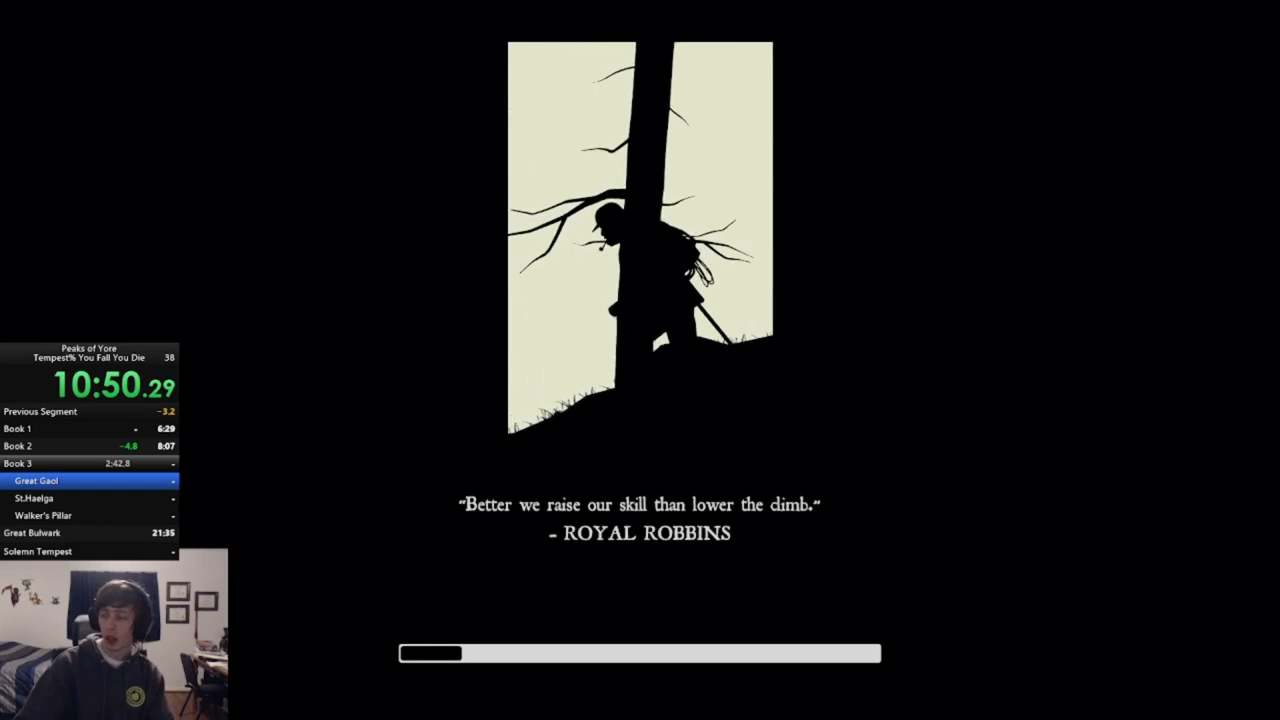 "Better we raise our skill than lower the climb."
- ROYAL ROBBINS
Peaks of Yore
Tempest% You Fall You Die 38
10:50.29
Previous Segment -3.2
Book 1 - 6:29
Book 2 -4.8 8:07
Book 3 2:42.8 -
Great Gaol -
St.Haelga -
Walker's Pillar -
Great Bulwark 21:35
Solemn Tempest -